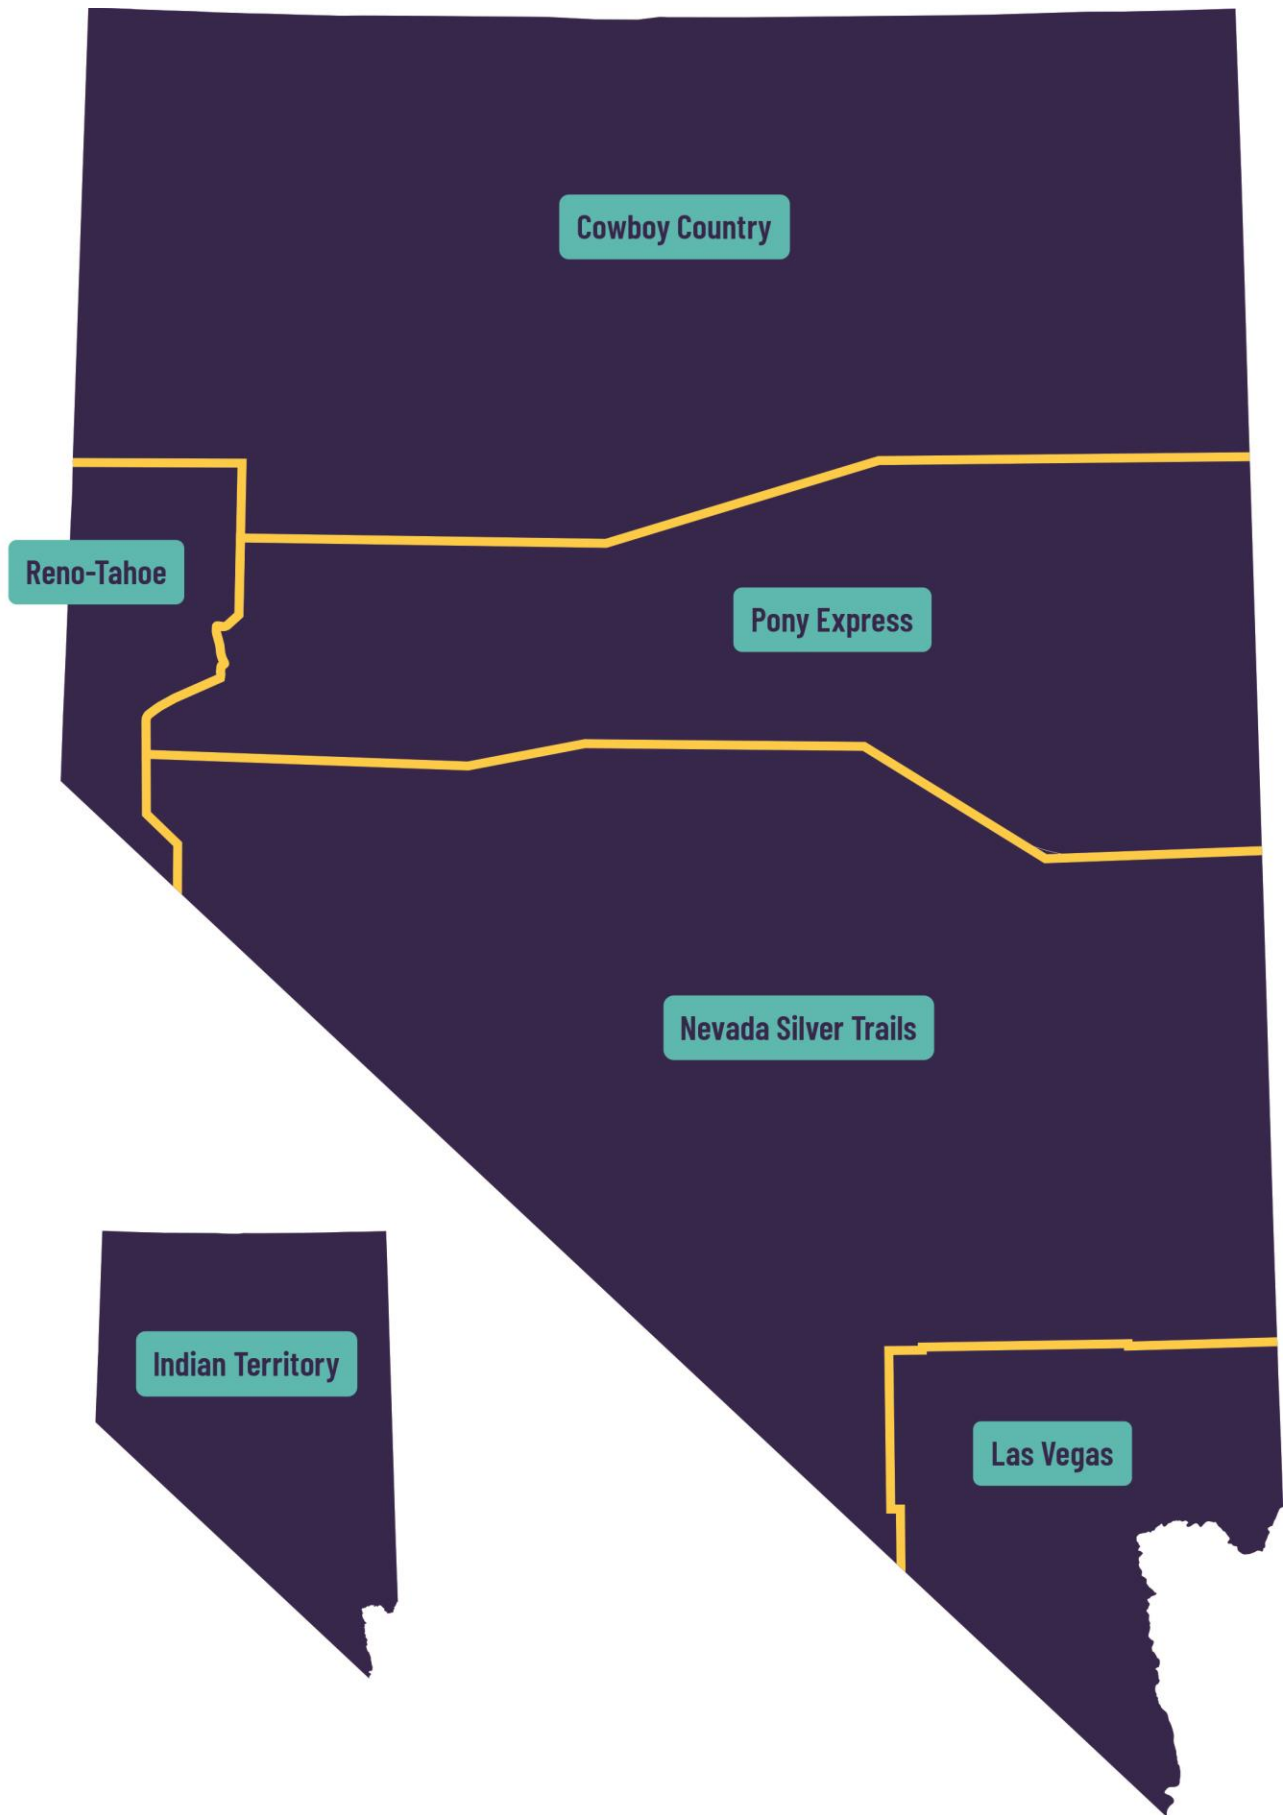 Cowboy Country
Reno-Tahoe
Pony Express
Nevada Silver Trails
Indian Territory
Las Vegas